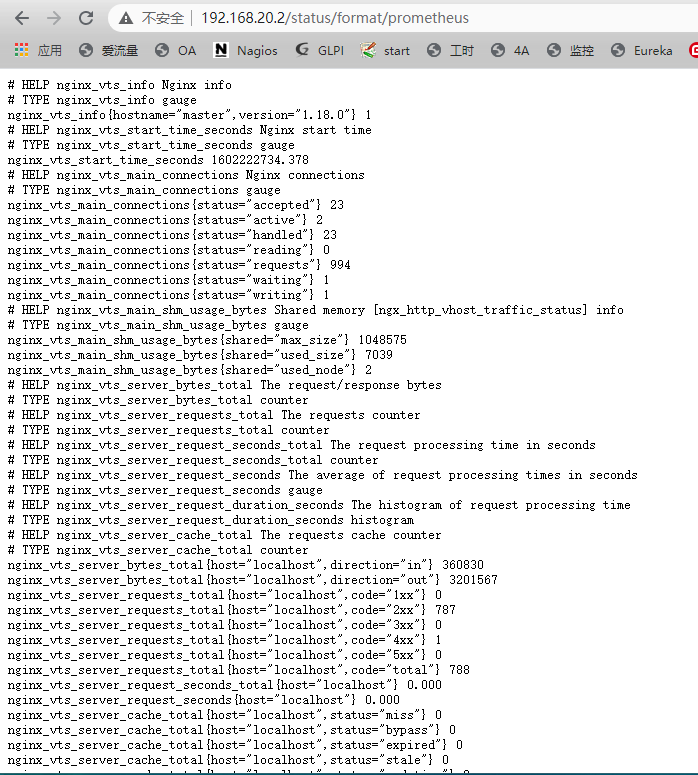 不安全 192.168.20.2/status/format/prometheus
应用 爱流量 OA N Nagios G GLPI start 工时 4A 监控 Eureka
# HELP nginx_vts_info Nginx info
# TYPE nginx_vts_info gauge
nginx_vts_info{hostname="master",version="1.18.0"} 1
# HELP nginx_vts_start_time_seconds Nginx start time
# TYPE nginx_vts_start_time_seconds gauge
nginx_vts_start_time_seconds 1602222734.378
# HELP nginx_vts_main_connections Nginx connections
# TYPE nginx_vts_main_connections gauge
nginx_vts_main_connections{status="accepted"} 23
nginx_vts_main_connections{status="active"} 2
nginx_vts_main_connections{status="handled"} 23
nginx_vts_main_connections{status="reading"} 0
nginx_vts_main_connections{status="requests"} 994
nginx_vts_main_connections{status="waiting"} 1
nginx_vts_main_connections{status="writing"} 1
# HELP nginx_vts_main_shm_usage_bytes Shared memory [ngx_http_vhost_traffic_status] info
# TYPE nginx_vts_main_shm_usage_bytes gauge
nginx_vts_main_shm_usage_bytes{shared="max_size"} 1048575
nginx_vts_main_shm_usage_bytes{shared="used_size"} 7039
nginx_vts_main_shm_usage_bytes{shared="used_node"} 2
# HELP nginx_vts_server_bytes_total The request/response bytes
# TYPE nginx_vts_server_bytes_total counter
# HELP nginx_vts_server_requests_total The requests counter
# TYPE nginx_vts_server_requests_total counter
# HELP nginx_vts_server_request_seconds_total The request processing time in seconds
# TYPE nginx_vts_server_request_seconds_total counter
# HELP nginx_vts_server_request_seconds The average of request processing times in seconds
# TYPE nginx_vts_server_request_seconds gauge
# HELP nginx_vts_server_request_duration_seconds The histogram of request processing time
# TYPE nginx_vts_server_request_duration_seconds histogram
# HELP nginx_vts_server_cache_total The requests cache counter
# TYPE nginx_vts_server_cache_total counter
nginx_vts_server_bytes_total{host="localhost",direction="in"} 360830
nginx_vts_server_bytes_total{host="localhost",direction="out"} 3201567
nginx_vts_server_requests_total{host="localhost",code="1xx"} 0
nginx_vts_server_requests_total{host="localhost",code="2xx"} 787
nginx_vts_server_requests_total{host="localhost",code="3xx"} 0
nginx_vts_server_requests_total{host="localhost",code="4xx"} 1
nginx_vts_server_requests_total{host="localhost",code="5xx"} 0
nginx_vts_server_requests_total{host="localhost",code="total"} 788
nginx_vts_server_request_seconds_total{host="localhost"} 0.000
nginx_vts_server_request_seconds{host="localhost"} 0.000
nginx_vts_server_cache_total{host="localhost",status="miss"} 0
nginx_vts_server_cache_total{host="localhost",status="bypass"} 0
nginx_vts_server_cache_total{host="localhost",status="expired"} 0
nginx_vts_server_cache_total{host="localhost",status="stale"} 0